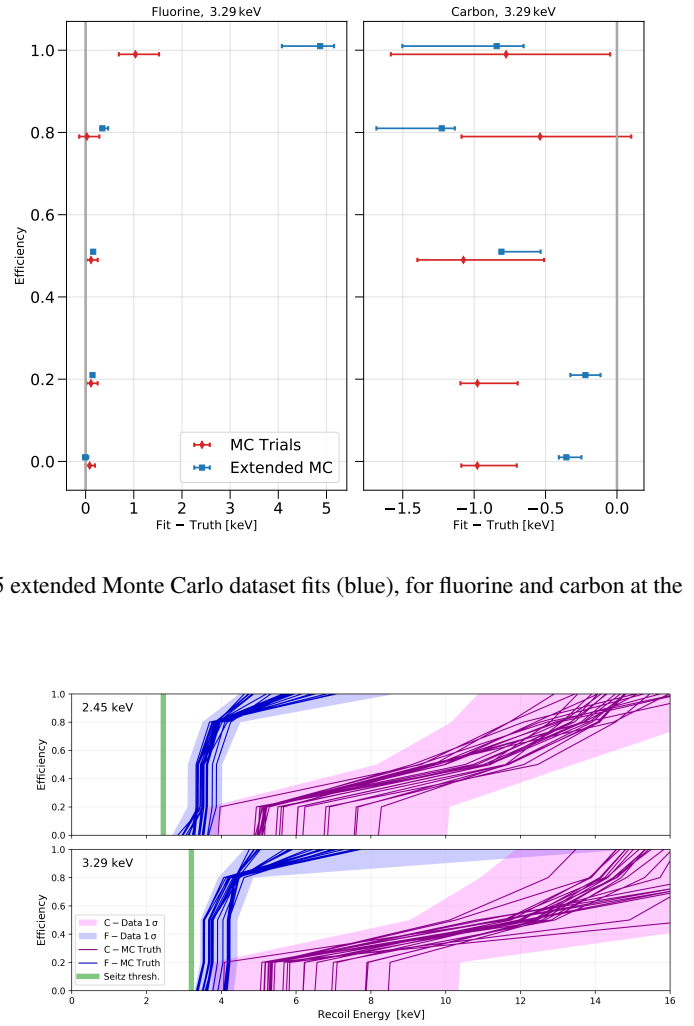 Fluorine, 3.29 keV
Carbon, 3.29 keV
1.0
0.8
0.6
0.4
0.2
0.0
Efficiency
MC Trials
Extended MC
0 1 2 3 4 5
−1.5 −1.0 −0.5 0.0
Fit − Truth [keV]
Fit − Truth [keV]
5 extended Monte Carlo dataset fits (blue), for fluorine and carbon at the
1.0
0.8
0.6
0.4
0.2
0.0
Efficiency
2.45 keV
1.0
0.8
0.6
0.4
0.2
0.0
Efficiency
3.29 keV
C − Data 1 σ
F − Data 1 σ
C − MC Truth
F − MC Truth
Seitz thresh.
0 2 4 6 8 10 12 14 16
Recoil Energy [keV]